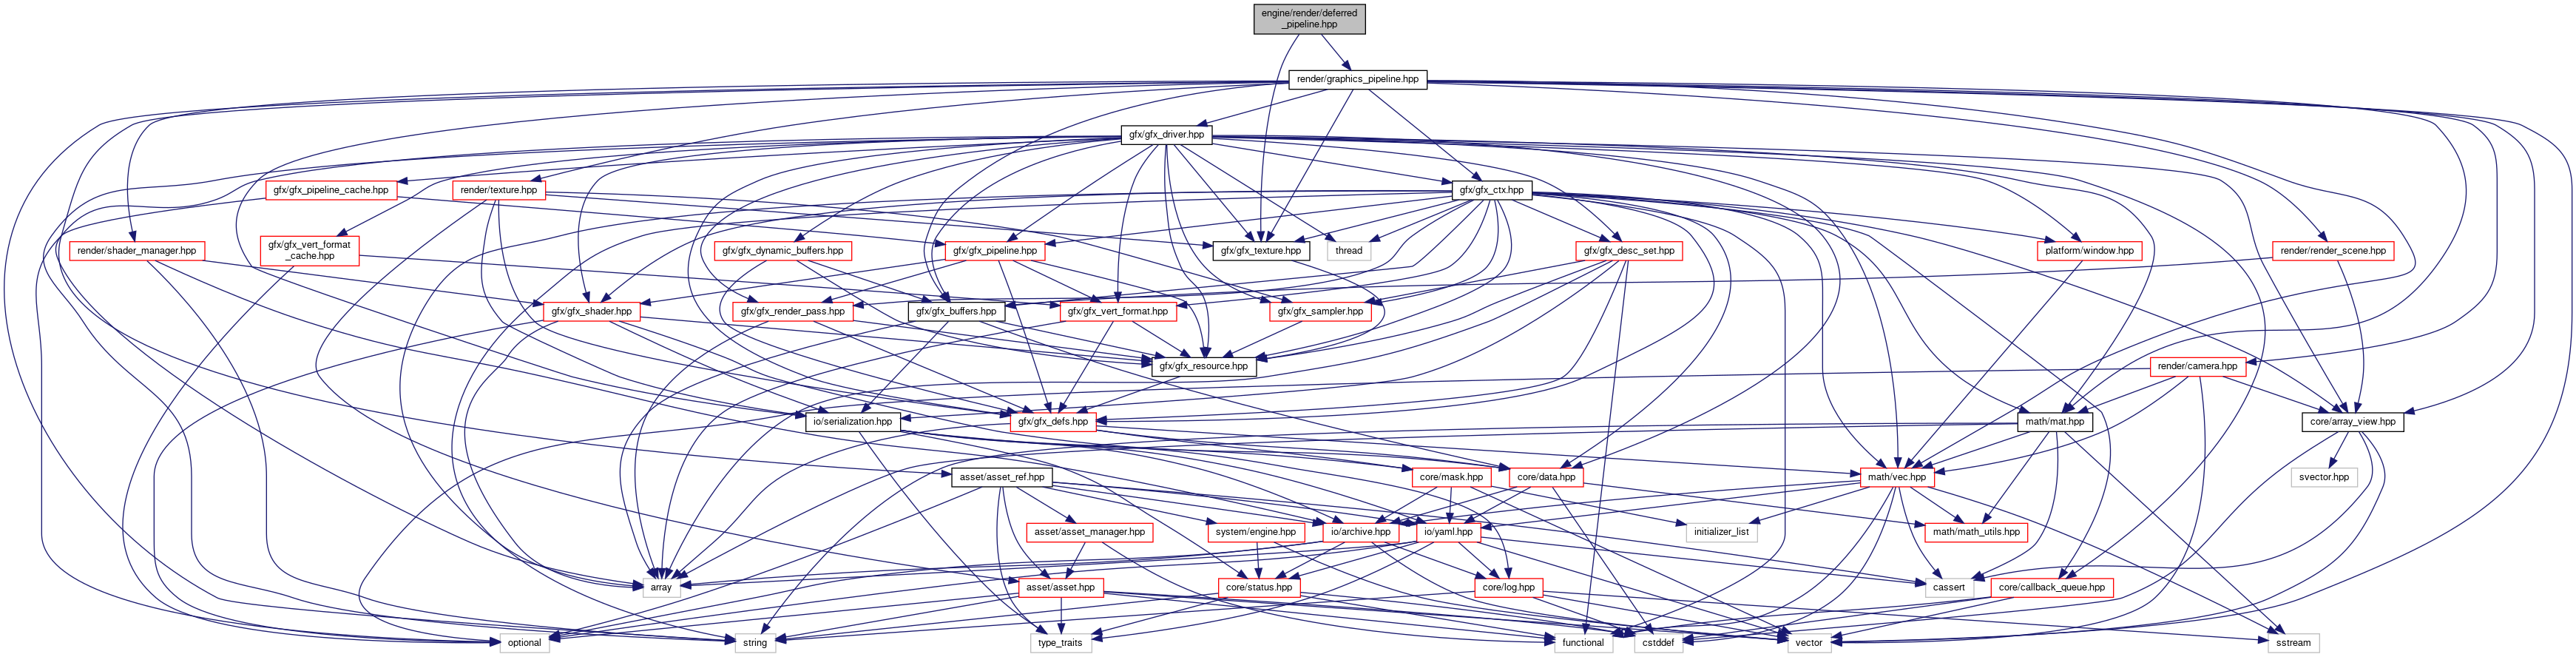 engine/render/deferred
_pipeline.hpp
render/graphics_pipeline.hpp
gfx/gfx_driver.hpp
gfx/gfx_pipeline_cache.hpp
render/texture.hpp
gfx/gfx_ctx.hpp
render/shader_manager.hpp
gfx/gfx_vert_format
_cache.hpp
gfx/gfx_dynamic_buffers.hpp
gfx/gfx_pipeline.hpp
gfx/gfx_texture.hpp
thread
gfx/gfx_desc_set.hpp
platform/window.hpp
render/render_scene.hpp
gfx/gfx_shader.hpp
gfx/gfx_render_pass.hpp
gfx/gfx_buffers.hpp
gfx/gfx_vert_format.hpp
gfx/gfx_sampler.hpp
gfx/gfx_resource.hpp
render/camera.hpp
io/serialization.hpp
gfx/gfx_defs.hpp
math/mat.hpp
core/array_view.hpp
asset/asset_ref.hpp
core/mask.hpp
core/data.hpp
math/vec.hpp
svector.hpp
asset/asset_manager.hpp
system/engine.hpp
io/archive.hpp
io/yaml.hpp
initializer_list
math/math_utils.hpp
array
asset/asset.hpp
core/status.hpp
core/log.hpp
cassert
core/callback_queue.hpp
optional
string
type_traits
functional
cstddef
vector
sstream